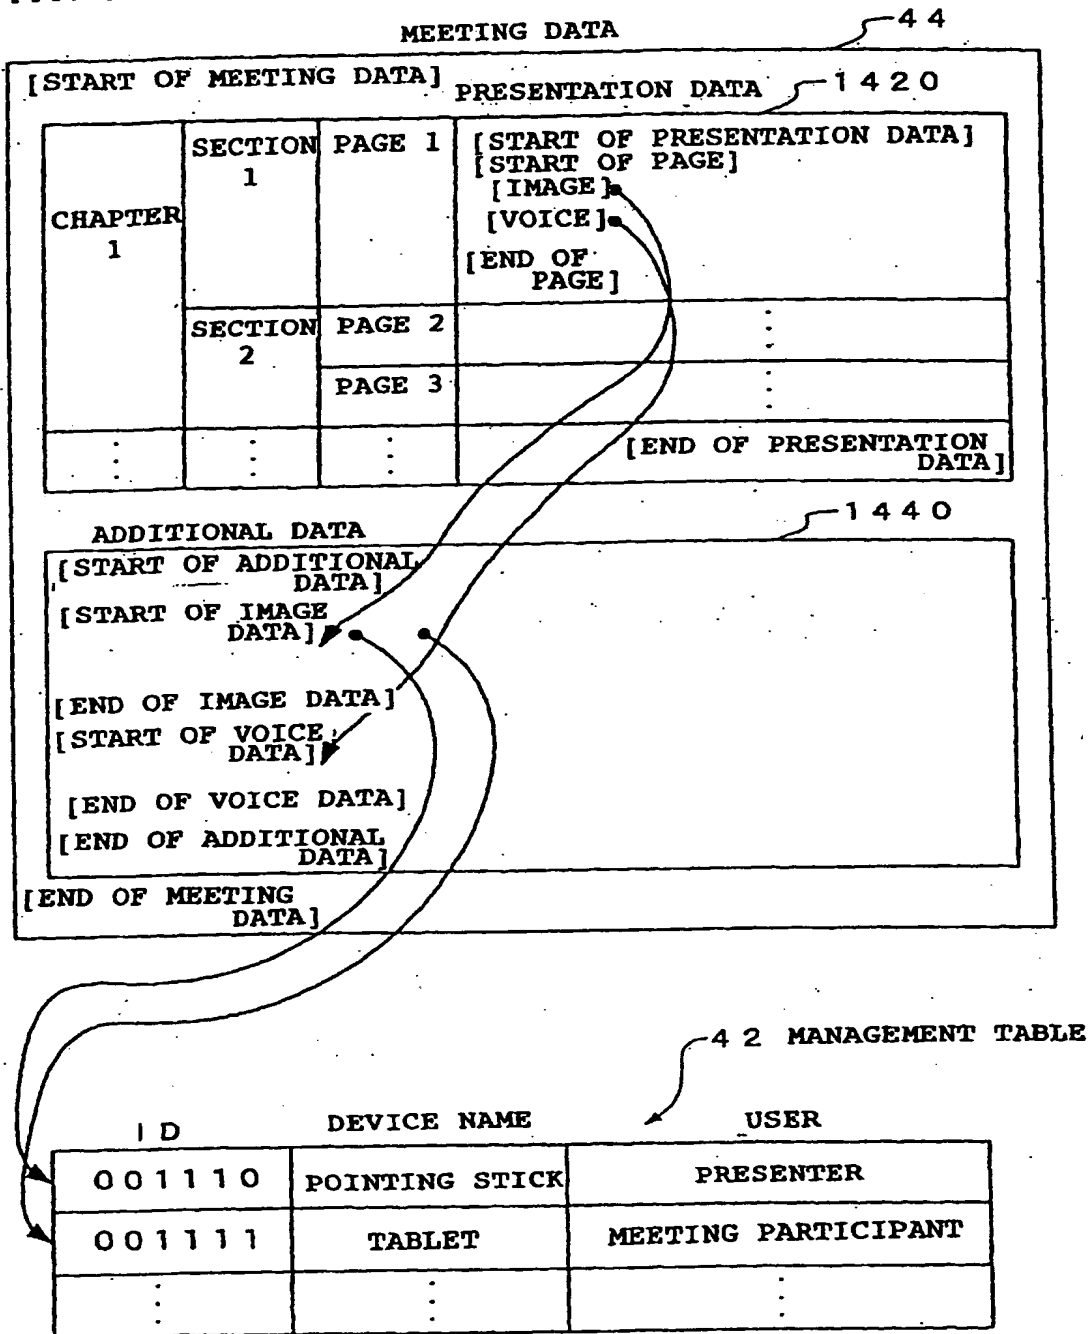 MEETING DATA
44
[START OF MEETING DATA]
PRESENTATION DATA
1420
CHAPTER
1
SECTION
1
PAGE 1
[START OF PRESENTATION DATA]
[START OF PAGE]
[IMAGE]
[VOICE]
[END OF
PAGE]
SECTION
2
PAGE 2
PAGE 3
[END OF PRESENTATION
DATA]
ADDITIONAL DATA
1440
[START OF ADDITIONAL
DATA]
[START OF IMAGE
DATA]
[END OF IMAGE DATA]
[START OF VOICE
DATA]
[END OF VOICE DATA]
[END OF ADDITIONAL
DATA]
[END OF MEETING
DATA]
42 MANAGEMENT TABLE
ID DEVICE NAME USER
001110 POINTING STICK PRESENTER
001111 TABLET MEETING PARTICIPANT